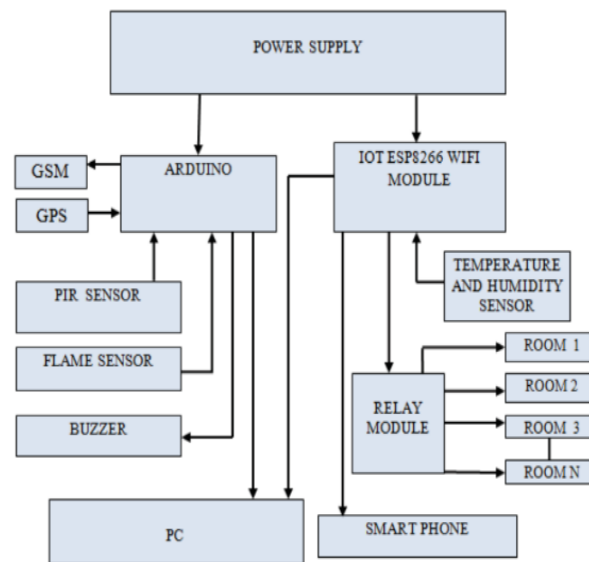 POWER SUPPLY
GSM
ARDUINO
IOT ESP8266 WIFI
MODULE
GPS
PIR SENSOR
TEMPERATURE
AND HUMIDITY
SENSOR
FLAME SENSOR
ROOM 1
ROOM 2
RELAY
MODULE
BUZZER
ROOM 3
ROOM N
PC
SMART PHONE